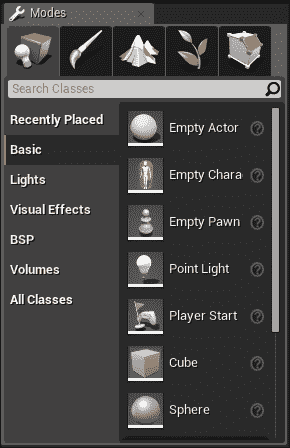 Modes
Search Classes
Recently Placed
Basic
Lights
Visual Effects
BSP
Volumes
All Classes
Empty Actor
Empty Chara
Empty Pawn
Point Light
Player Start
Cube
Sphere